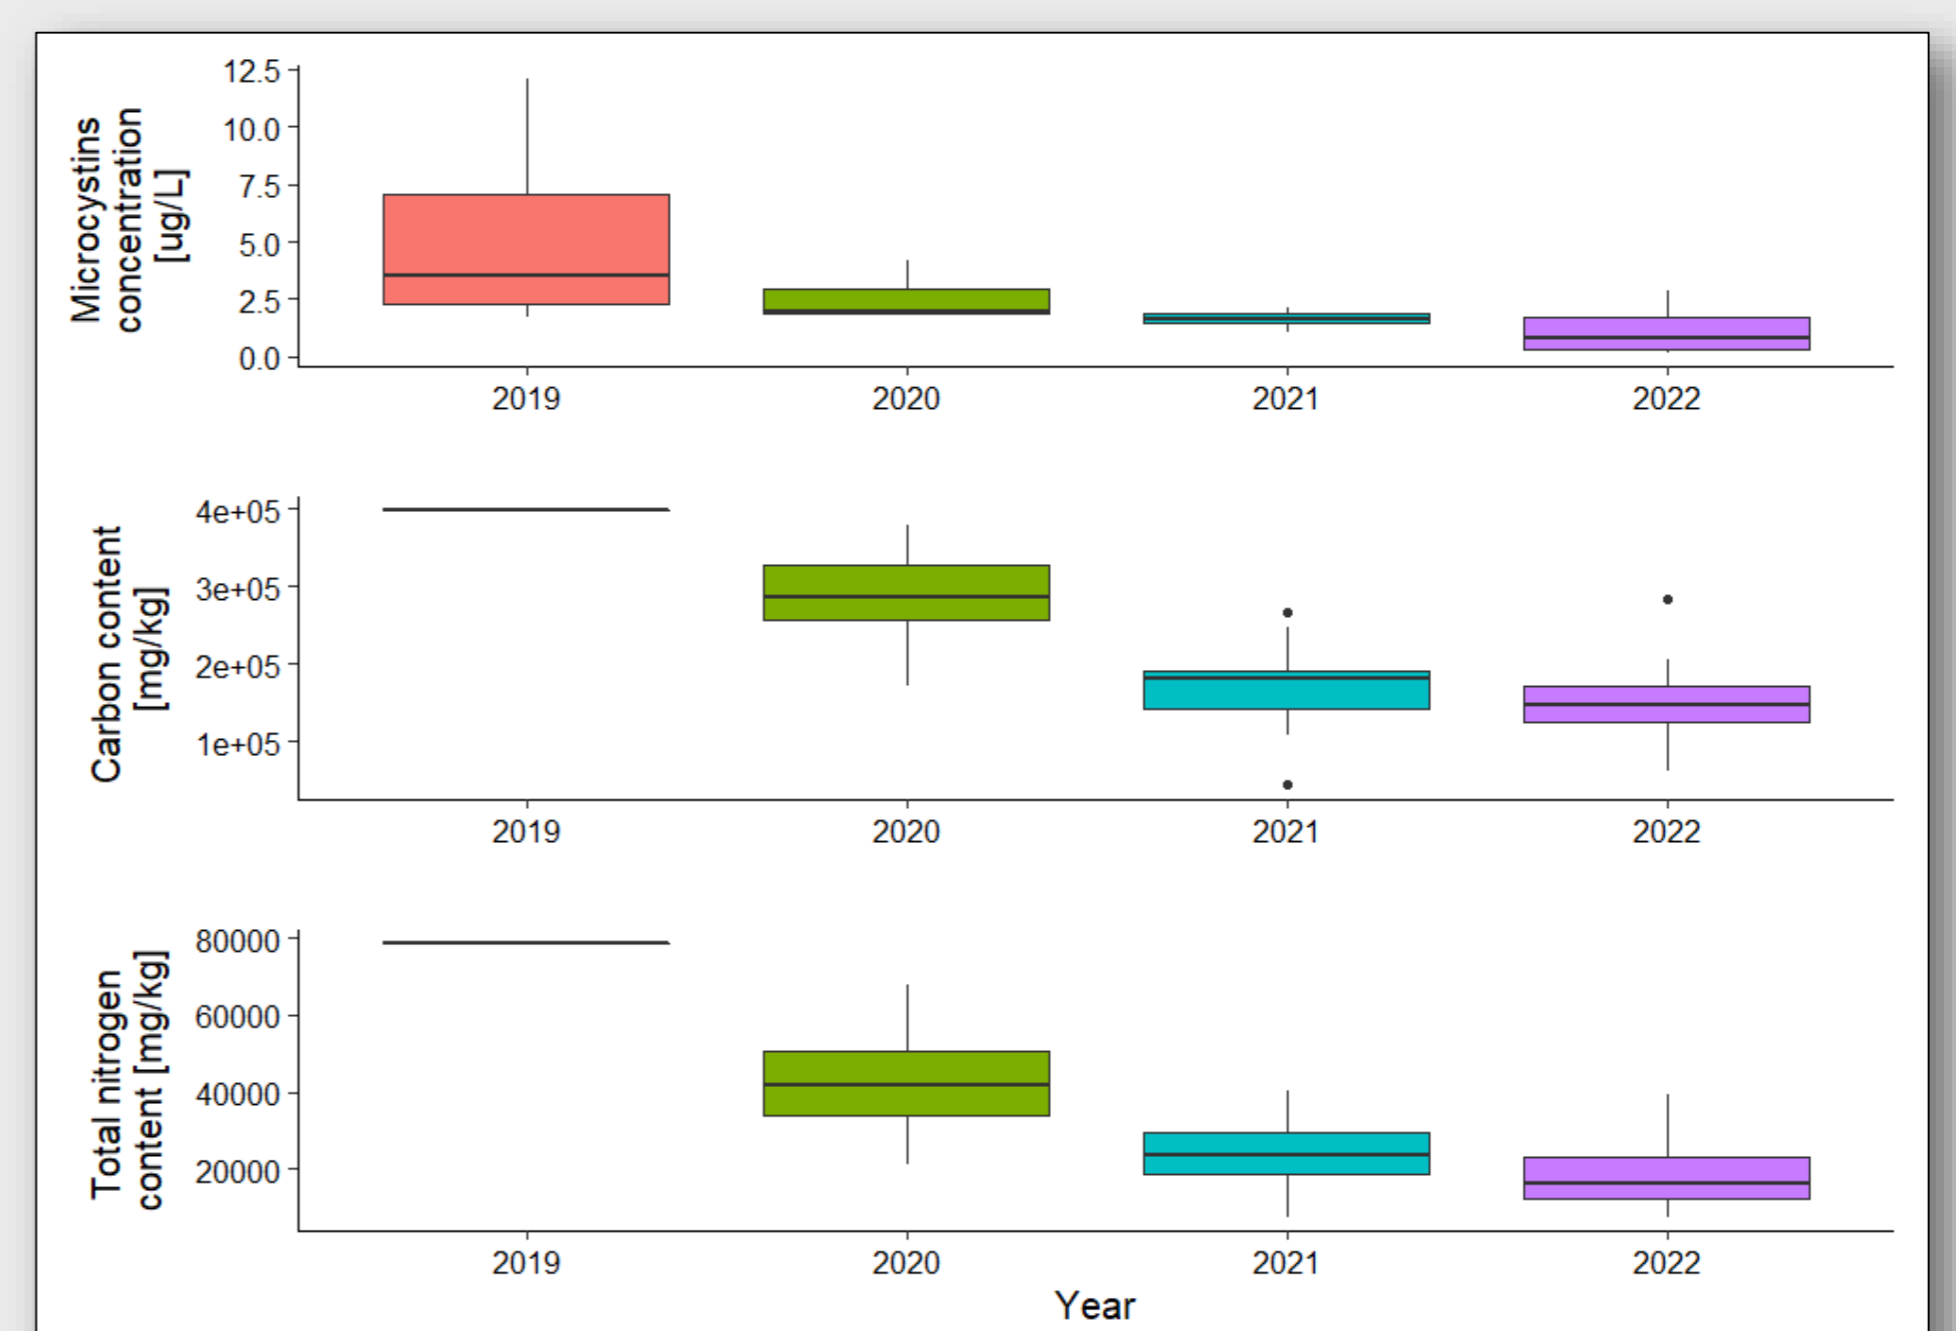 Microcystins
concentration
[ug/L]
12.5
10.0
7.5
5.0
2.5
0.0
2019 2020 2021 2022
Carbon content
[mg/kg]
4e+05
3e+05
2e+05
1e+05
2019 2020 2021 2022
Total nitrogen
content [mg/kg]
80000
60000
40000
20000
2019 2020 2021 2022
Year